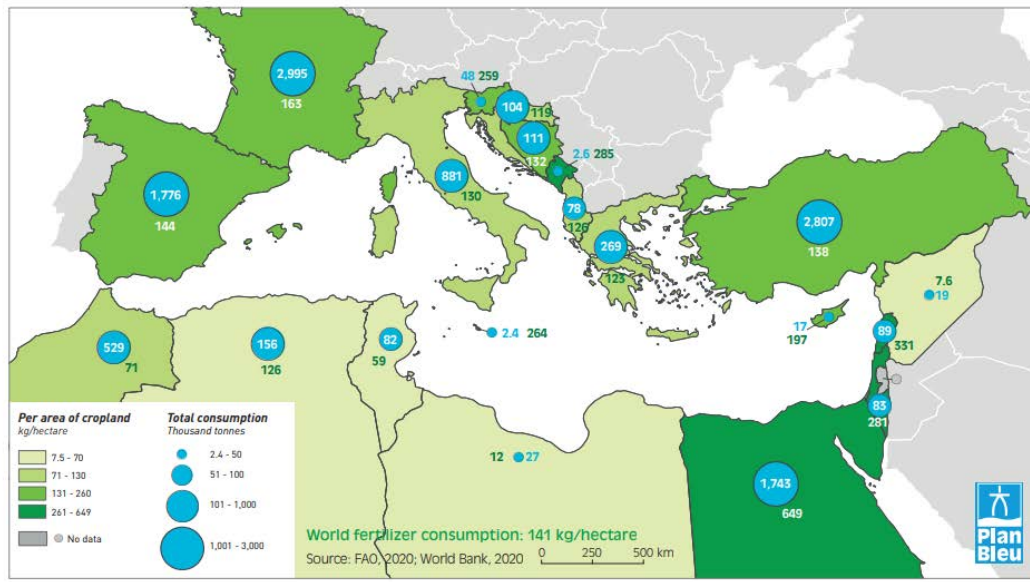 2,995
163
48 259
104
119
111
132
2.6 285
1,776
144
881
130
78
126
269
123
2,807
138
7.6
19
17
197
89
331
2.4 264
529
71
156
126
82
59
83
281
12 27
1,743
649
Per area of cropland
kg/hectare
7.5 - 70
71 - 130
131 - 260
261 - 649
No data
Total consumption
Thousand tonnes
2.4 - 50
51 - 100
101 - 1,000
1,001 - 3,000
World fertilizer consumption: 141 kg/hectare
Source: FAO, 2020; World Bank, 2020
0 250 500 km
Plan
Bleu